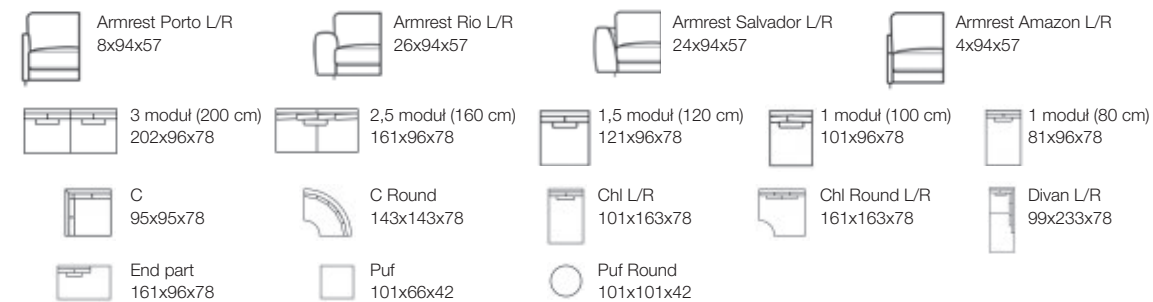 Armrest Porto L/R
8x94x57
Armrest Rio L/R
26x94x57
Armrest Salvador L/R
24x94x57
Armrest Amazon L/R
4x94x57
3 moduł (200 cm)
202x96x78
2,5 moduł (160 cm)
161x96x78
1,5 moduł (120 cm)
121x96x78
1 moduł (100 cm)
101x96x78
1 moduł (80 cm)
81x96x78
C
95x95x78
C Round
143x143x78
Chl L/R
101x163x78
Chl Round L/R
161x163x78
Divan L/R
99x233x78
End part
161x96x78
Puf
101x66x42
Puf Round
101x101x42